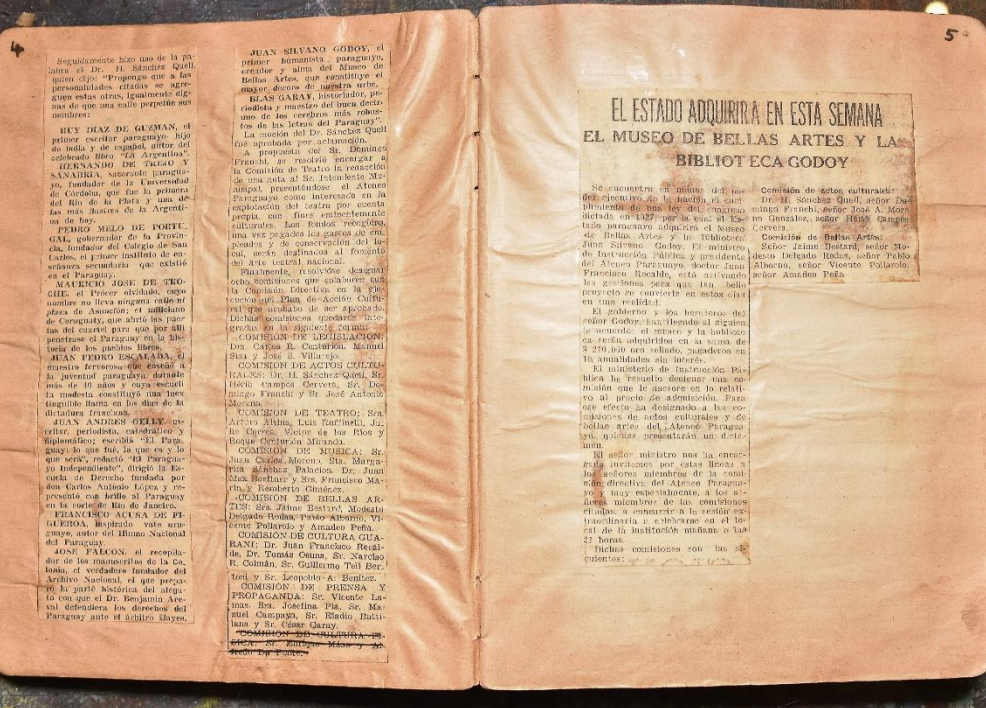 4
Seguidamente hizo uso de la pa-
labra el Dr. H. Sánchez Quell,
quien dijo: "Propongo que a las
personalidades citadas se agre-
guen estas otras, igualmente dig-
nas de que una calle perpetúe sus
nombres:
RUY DIAZ DE GUZMAN, el
primer escritor paraguayo hijo
de india y de español, autor del
celebrado libro "La Argentina".
HERNANDO DE TREJO Y
SANABRIA, sacerdote paragua-
yo, fundador de la Universidad
de Córdoba, que fue la primera
del Río de la Plata y una de
las más ilustres de la Argenti-
na de hoy.
PEDRO MELO DE PORTU-
GAL, gobernador de la Provin-
cia, fundador del Colegio de San
Carlos, el primer instituto de en-
señanza secundaria que existió
en el Paraguay.
MAURICIO JOSE DE TRO-
CHE, el Prócer olvidado, cuyo
nombre no lleva ninguna calle ni
plaza de Asunción; el miliciano
de Curuguaty, que abrió las puer-
tas del cuartel para que por allí
penetrase el Paraguay en la his-
toria de los pueblos libres.
JUAN PEDRO ESCALADA, el
maestro fervoroso que enseñó a
la juventud paraguaya durante
más de 40 años y cuya escueli
ta modesta constituyó una inex
tinguible llama en los días de la
dictadura francista.
JUAN ANDRES GELLY, es-
critor, periodista, catedrático y
diplomático; escribió "El Para-
guay: lo que fué, lo que es y lo
que será", redactó "El Paragua-
yo Independiente", dirigió la Es-
cuela de Derecho fundada por
don Carlos Antonio López y re-
presentó con brillo al Paraguay
en la corte de Río de Janeiro.
FRANCISCO ACUSA DE FI-
GUEROA, inspirado vate uru-
guayo, autor del Himno Nacional
del Paraguay.
JOSE FALCON, el recopila-
dor de los manuscritos de la Co-
lonia, el verdadero fundador del
Archivo Nacional, el que prepa-
ró la parte histórica del alega-
to con que el Dr. Benjamín Ace-
val defendiera los derechos del
Paraguay ante el árbitro Hayes.
JUAN SILVANO GODOY, el
primer humanista paraguayo,
creador y alma del Museo de
Bellas Artes, que constituye el
mayor decoro de nuestra urbe.
BLAS GARAY, historiador, pe-
riodista y maestro del buen decir;
uno de los cerebros más robus-
tos de las letras del Paraguay".
La moción del Dr. Sánchez Quell
fué aprobada por aclamación.
A propuesta del Sr. Domingo
Franchi, se resolvió encargar a
la Comisión de Teatro la redacción
de una nota al Sr. Intendente Mu-
nicipal, presentándose el Ateneo
Paraguayo como interesado en la
explotación del teatro por cuenta
propia, con fines eminentemente
culturales. Los fondos recogidos,
una vez pagados los gastos de em-
pleados y de conservación del lo-
cal, serán destinados al fomento
del arte teatral nacional.
Finalmente, resolvióse designar
ocho comisiones que colaboren con
la Comisión Directiva en la eje-
cución del Plan de Acción Cultu-
ral que acababa de ser aprobado.
Dichas comisiones quedaron inte-
gradas en la siguiente forma:
COMISION DE LEGISLACION:
Drs. Carlos R. Centurión, Manuel
Sisa y José S. Villarejo.
COMISION DE ACTOS CULTU-
RALES: Dr. H. Sánchez Quell, Sr.
Hérib Campos Cervera, Sr. Do-
mingo Franchi y Sr José Antonio
Moreno.
COMISION DE TEATRO: Sra.
Arturo Alsina, Luis Ruffinelli, Ju-
lio Correa, Víctor de los Ríos y
Roque Centurión Miranda.
COMISION DE MUSICA: Sr.
Juan Carlos Moreno, Sta. Marga-
rita Sánchez Palacios, Dr. Juan
Max Boettner y Srs. Francisco Ma-
rín, y Remberto Giménez.
COMISION DE BELLAS AR-
TES: Srs Jaime Bestard, Modesto
Delgado Rodas, Pablo Alborno, Vi-
cente Pollarolo y Amadeo Peña.
COMISION DE CULTURA GUA-
RANI: Dr. Juan Francisco Recal-
de, Dr. Tomás Osuna, Sr. Narciso
R. Colmán, Sr. Guillermo Tell Ber-
toni y Sr. Leopoldo A. Benítez.
COMISION DE PRENSA Y
PROPAGANDA: Sr. Vicente La-
mas, Sra. Josefina Pla, Sr. Ma-
nuel Campaya, Sr. Eladio Batti-
lana y Sr. César Garay.
COMISION DE CULTURA FI-
SICA: Sr. Enrique y Al
fredo Da Ponte.
5
EL ESTADO ADQUIRIRA EN ESTA SEMANA
EL MUSEO DE BELLAS ARTES Y LA
BIBLIOTECA GODOY
Se encuentra en manos del po-
der ejecutivo de la nación el cum-
plimiento de una ley del congreso
dictada en 1927, por la cual el Es-
tado paraguayo adquirirá el Museo
de Bellas Artes y la Biblioteca
Juan Silvano Godoy. El ministro
de Instrucción Pública y presidente
del Ateneo Paraguayo, doctor Juan
Francisco Recalde, está activando
las gestiones para que tan bello
proyecto se convierta en estos días
en una realidad.
El gobierno y los herederos del
señor Godoy, han llegado al siguien
te acuerdo: el museo y la bibliote
ca serán adquiridos en la suma de
$ 210.000 oro sellado, pagaderos en
10 anualidades sin interés.
El ministerio de Instrucción Pú-
blica ha resuelto designar una co-
misión que le asesore en lo relati-
vo al precio de adquisición. Para
ese efecto ha designado a las co-
misiones de actos culturales y de
bellas artes del Ateneo Paragua-
yo, quienes presentarán un dicta-
men.
El señor ministro nos ha encar-
gado invitemos por estas líneas a
los señores miembros de la comi
sión directiva del Ateneo Paragua-
yo y muy especialmente, a los se-
ñores miembros de las comisiones
citadas, a concurrir a la sesión ex-
traordinaria a celebrarse en el lo-
cal de la institución mañana a las
21 horas.
Dichas comisiones son las si-
guientes:
Comisión de actos culturales:
Dr. H. Sánchez Quell, señor Do-
mingo Franchi, señor José A. More
no González, señor Hérib Campos
Cervera.
Comisión de Bellas Artes:
Señor Jaime Bestard, señor Mo-
desto Delgado Rodas, señor Pablo
Alborno, señor Vicente Pollarolo,
señor Amadeo Peña